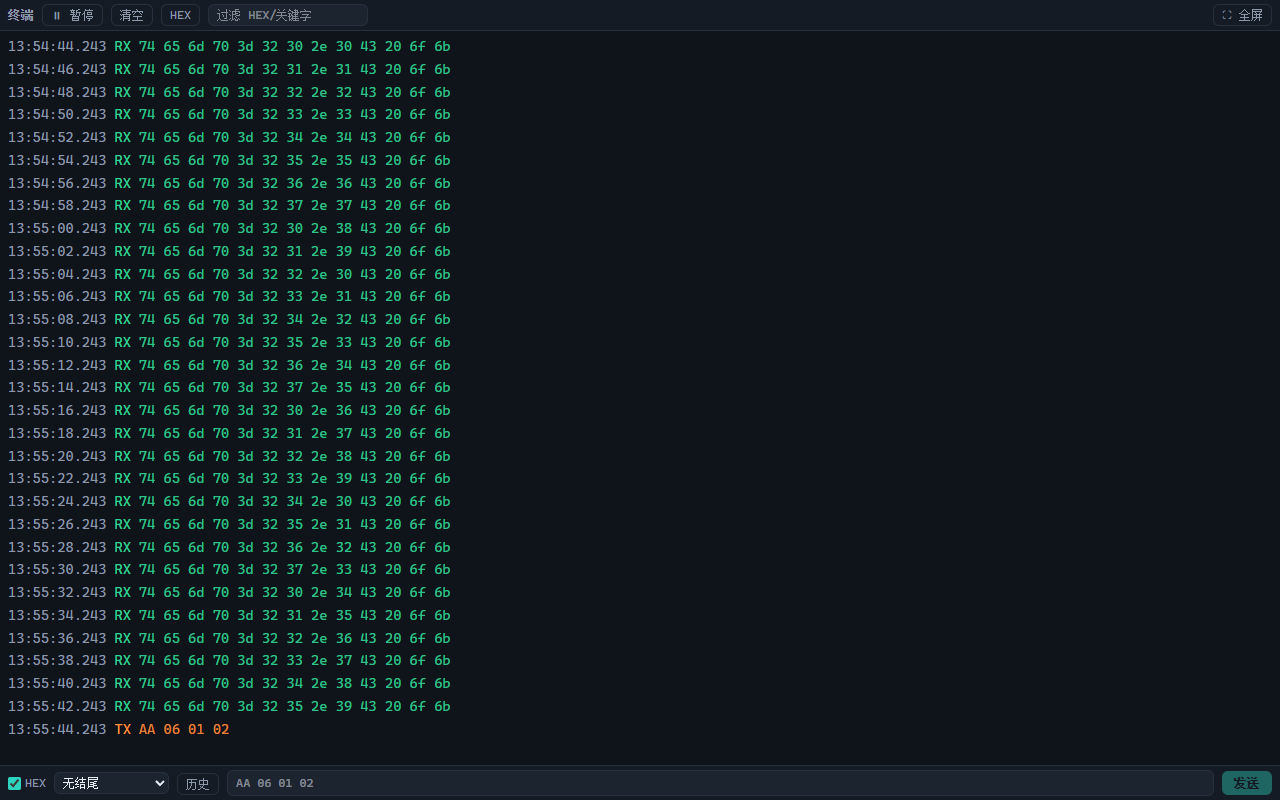 终端 ⏸ 暂停 清空 HEX 过滤 HEX/关键字 ⛶ 全屏
13:54:44.243 RX 74 65 6d 70 3d 32 30 2e 30 43 20 6f 6b
13:54:46.243 RX 74 65 6d 70 3d 32 31 2e 31 43 20 6f 6b
13:54:48.243 RX 74 65 6d 70 3d 32 32 2e 32 43 20 6f 6b
13:54:50.243 RX 74 65 6d 70 3d 32 33 2e 33 43 20 6f 6b
13:54:52.243 RX 74 65 6d 70 3d 32 34 2e 34 43 20 6f 6b
13:54:54.243 RX 74 65 6d 70 3d 32 35 2e 35 43 20 6f 6b
13:54:56.243 RX 74 65 6d 70 3d 32 36 2e 36 43 20 6f 6b
13:54:58.243 RX 74 65 6d 70 3d 32 37 2e 37 43 20 6f 6b
13:55:00.243 RX 74 65 6d 70 3d 32 30 2e 38 43 20 6f 6b
13:55:02.243 RX 74 65 6d 70 3d 32 31 2e 39 43 20 6f 6b
13:55:04.243 RX 74 65 6d 70 3d 32 32 2e 30 43 20 6f 6b
13:55:06.243 RX 74 65 6d 70 3d 32 33 2e 31 43 20 6f 6b
13:55:08.243 RX 74 65 6d 70 3d 32 34 2e 32 43 20 6f 6b
13:55:10.243 RX 74 65 6d 70 3d 32 35 2e 33 43 20 6f 6b
13:55:12.243 RX 74 65 6d 70 3d 32 36 2e 34 43 20 6f 6b
13:55:14.243 RX 74 65 6d 70 3d 32 37 2e 35 43 20 6f 6b
13:55:16.243 RX 74 65 6d 70 3d 32 30 2e 36 43 20 6f 6b
13:55:18.243 RX 74 65 6d 70 3d 32 31 2e 37 43 20 6f 6b
13:55:20.243 RX 74 65 6d 70 3d 32 32 2e 38 43 20 6f 6b
13:55:22.243 RX 74 65 6d 70 3d 32 33 2e 39 43 20 6f 6b
13:55:24.243 RX 74 65 6d 70 3d 32 34 2e 30 43 20 6f 6b
13:55:26.243 RX 74 65 6d 70 3d 32 35 2e 31 43 20 6f 6b
13:55:28.243 RX 74 65 6d 70 3d 32 36 2e 32 43 20 6f 6b
13:55:30.243 RX 74 65 6d 70 3d 32 37 2e 33 43 20 6f 6b
13:55:32.243 RX 74 65 6d 70 3d 32 30 2e 34 43 20 6f 6b
13:55:34.243 RX 74 65 6d 70 3d 32 31 2e 35 43 20 6f 6b
13:55:36.243 RX 74 65 6d 70 3d 32 32 2e 36 43 20 6f 6b
13:55:38.243 RX 74 65 6d 70 3d 32 33 2e 37 43 20 6f 6b
13:55:40.243 RX 74 65 6d 70 3d 32 34 2e 38 43 20 6f 6b
13:55:42.243 RX 74 65 6d 70 3d 32 35 2e 39 43 20 6f 6b
13:55:44.243 TX AA 06 01 02
HEX 无结尾 历史 AA 06 01 02 发送